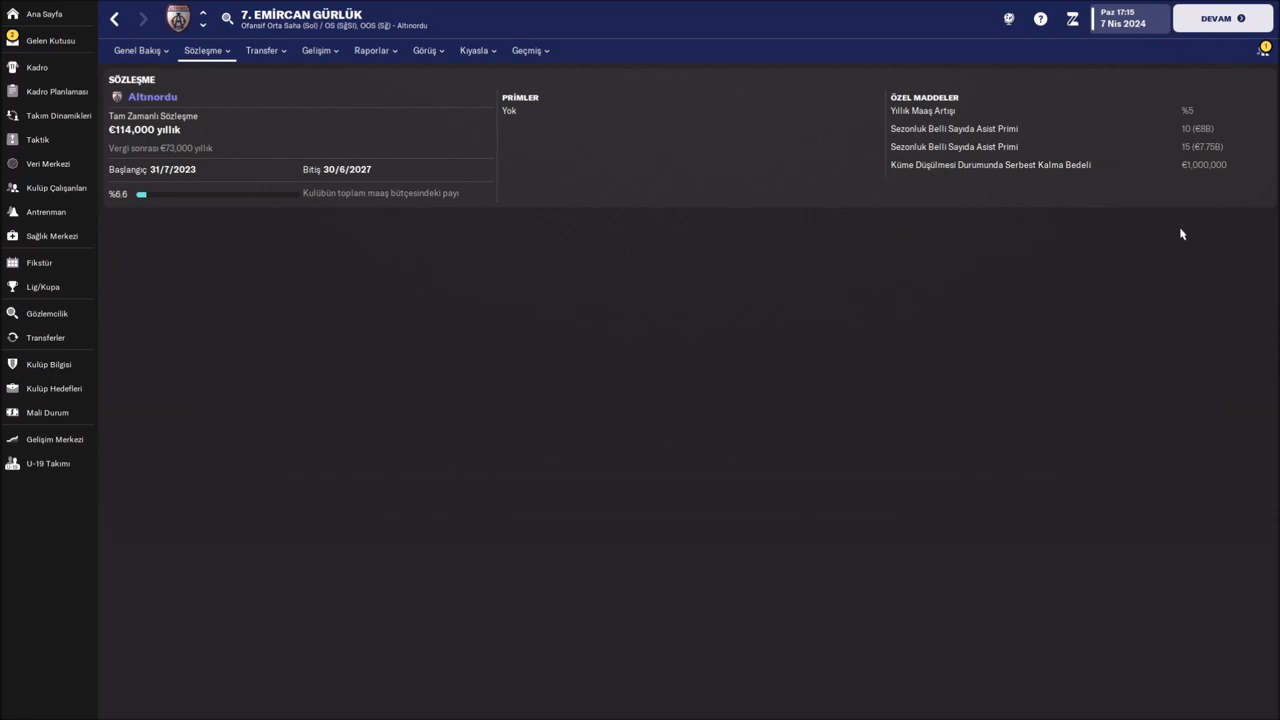 Ana Sayfa
2
Gelen Kutusu
Kadro
Kadro Planlaması
Takım Dinamikleri
Taktik
Veri Merkezi
Kulüp Çalışanları
Antrenman
Sağlık Merkezi
Fikstür
Lig/Kupa
Gözlemcilik
Transferler
Kulüp Bilgisi
Kulüp Hedefleri
Mali Durum
Gelişim Merkezi
U-19 Takımı
7. EMİRCAN GÜRLÜK
Ofansif Orta Saha (Sol) / OS (SğSl), OOS (Sğ) - Altınordu
Paz 17:15
7 Nis 2024
DEVAM
Genel Bakış
Sözleşme
Transfer
Gelişim
Raporlar
Görüş
Kıyasla
Geçmiş
1
SÖZLEŞME
Altınordu
Tam Zamanlı Sözleşme
€114,000 yıllık
Vergi sonrası €73,000 yıllık
Başlangıç 31/7/2023 Bitiş 30/6/2027
%6.6 Kulübün toplam maaş bütçesindeki payı
PRİMLER
Yok
ÖZEL MADDELER
Yıllık Maaş Artışı %5
Sezonluk Belli Sayıda Asist Primi 10 (€8B)
Sezonluk Belli Sayıda Asist Primi 15 (€7.75B)
Küme Düşülmesi Durumunda Serbest Kalma Bedeli €1,000,000